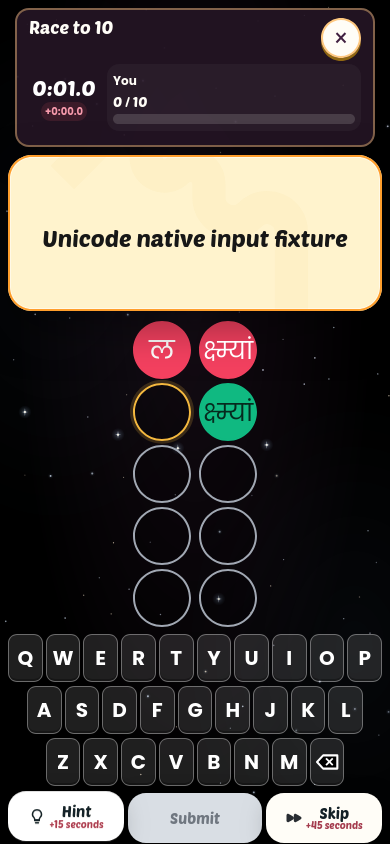 Race to 10
×
0:01.0
+0:00.0
You
0 / 10
Unicode native input fixture
ल क्ष्म्यां
क्ष्म्यां
Q W E R T Y U I O P
A S D F G H J K L
Z X C V B N M
Hint
+15 seconds
Submit
Skip
+45 seconds